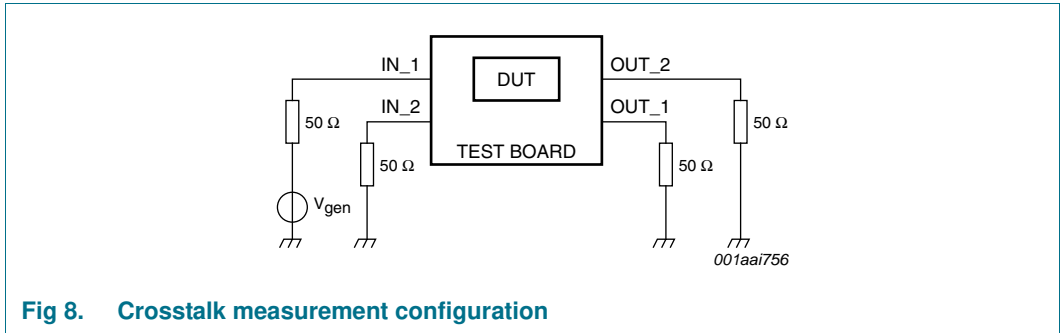 IN_1
OUT_2
DUT
IN_2
OUT_1
50 Ω
50 Ω
TEST BOARD
50 Ω
50 Ω
Vgen
001aai756
Fig 8. Crosstalk measurement configuration